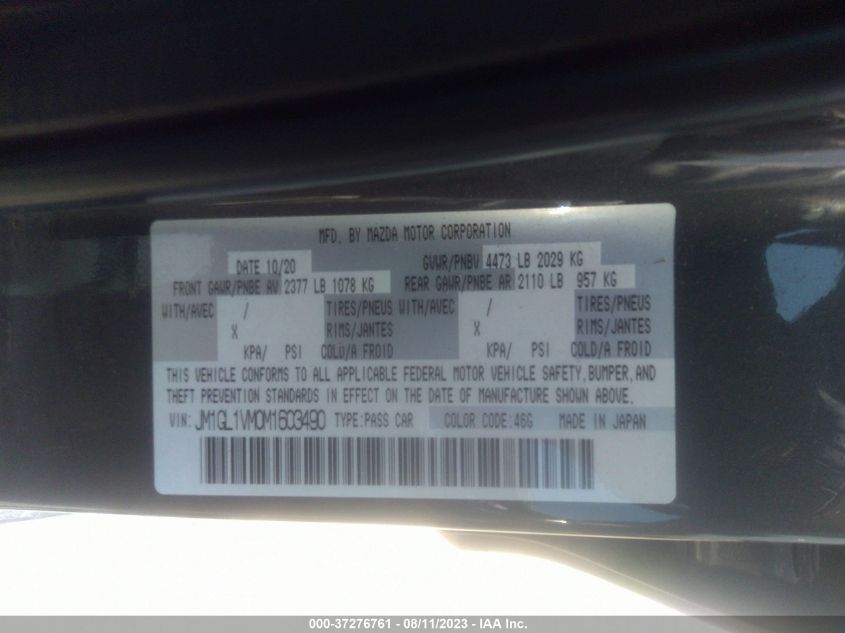 MFD. BY MAZDA MOTOR CORPORATION
DATE 10/20 GVWR/PNBV 4473 LB 2029 KG
FRONT GAWR/PNBE AV 2377 LB 1078 KG REAR GAWR/PNBE AR 2110 LB 957 KG
WITH/AVEC / TIRES/PNEUS WITH/AVEC / TIRES/PNEUS
X RIMS/JANTES X RIMS/JANTES
KPA/ PSI COLD/A FROID KPA/ PSI COLD/A FROID
THIS VEHICLE CONFORMS TO ALL APPLICABLE FEDERAL MOTOR VEHICLE SAFETY, BUMPER, AND
THEFT PREVENTION STANDARDS IN EFFECT ON THE DATE OF MANUFACTURE SHOWN ABOVE.
VIN: JM1GL1VM0M1603490 TYPE:PASS CAR COLOR CODE:46G MADE IN JAPAN
000-37276761 - 08/11/2023 - IAA Inc.